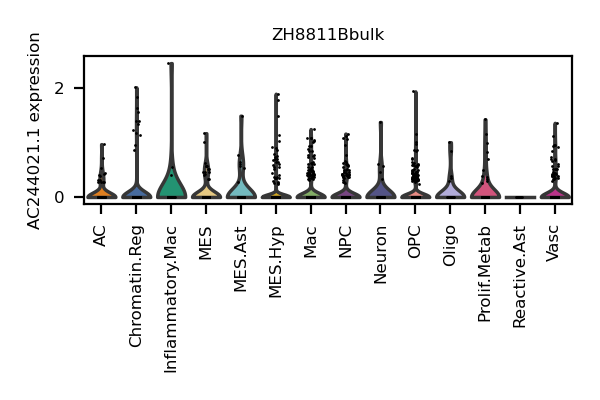 ZH8811Bbulk
AC244021.1 expression
2
0
AC
Chromatin.Reg
Inflammatory.Mac
MES
MES.Ast
MES.Hyp
Mac
NPC
Neuron
OPC
Oligo
Prolif.Metab
Reactive.Ast
Vasc